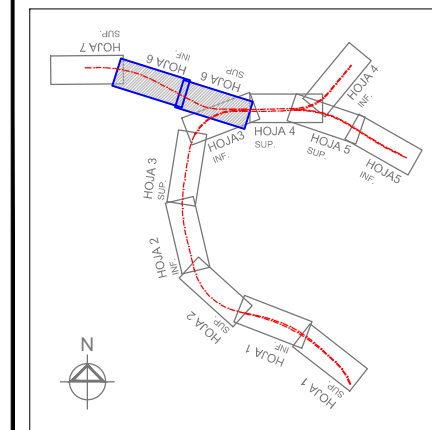 HOJA 7
SUP.
HOJA 6
INF.
HOJA 6
SUP.
HOJA 4
INF.
HOJA3
INF.
HOJA 4
SUP.
HOJA 5
SUP.
HOJA5
INF.
HOJA 3
SUP.
HOJA 2
INF.
HOJA 2
SUP.
HOJA 1
INF.
HOJA 1
SUP.
N